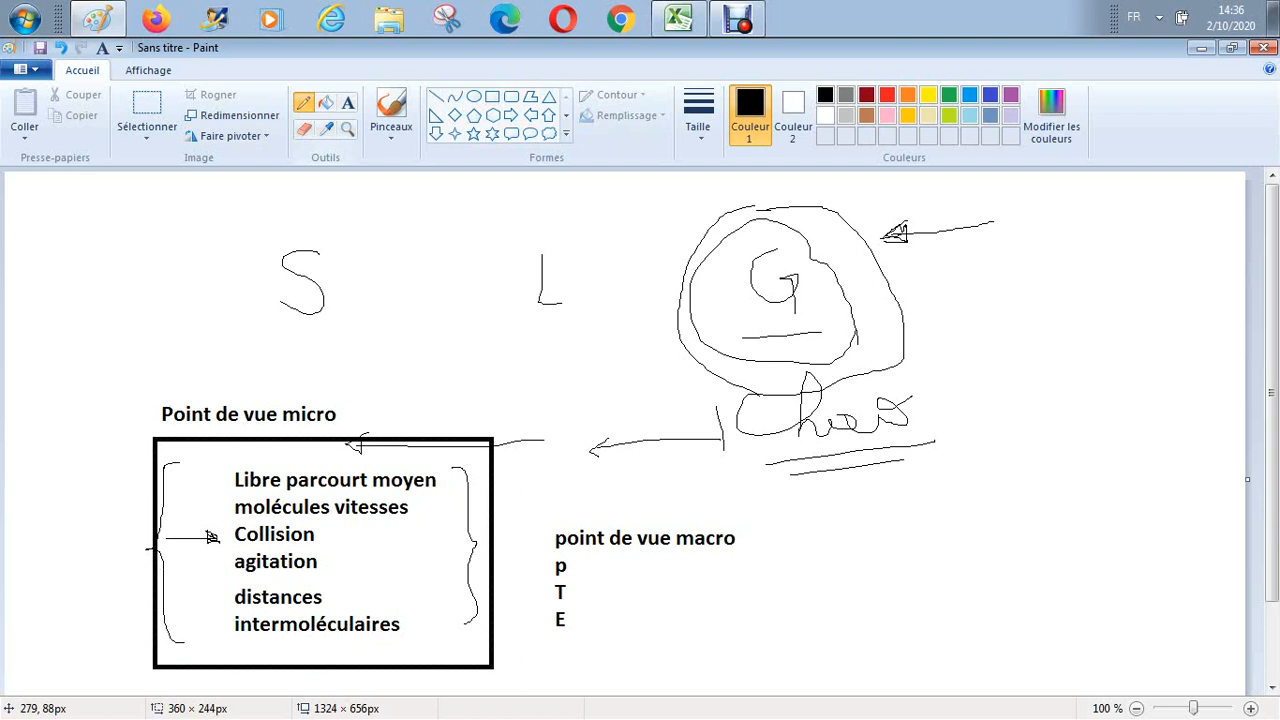 FR
14:36
2/10/2020
Sans titre - Paint
Accueil
Affichage
Coller
Couper
Copier
Presse-papiers
Sélectionner
Rogner
Redimensionner
Faire pivoter
Image
A
Outils
Pinceaux
Formes
Contour
Remplissage
Taille
Couleur 1
Couleur 2
Modifier les couleurs
Couleurs
S L G
chaos
Point de vue micro
Libre parcourt moyen
molécules vitesses
Collision
agitation
distances
intermoléculaires
point de vue macro
p
T
E
279, 88px
360 × 244px
1324 × 656px
100 %